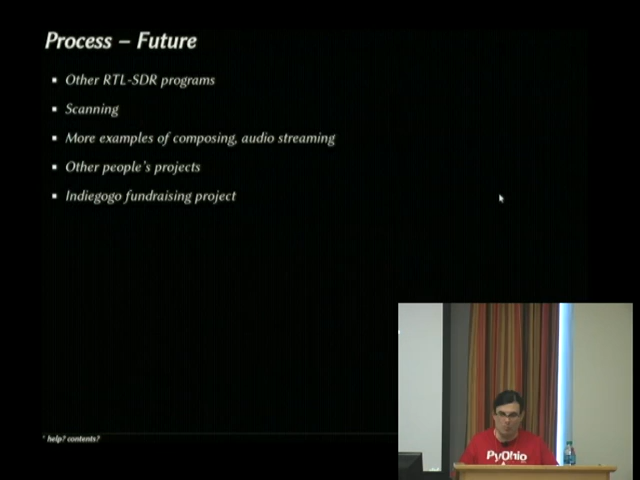 Process – Future
Other RTL-SDR programs
Scanning
More examples of composing, audio streaming
Other people's projects
Indiegogo fundraising project
help? contents?
PyOhio